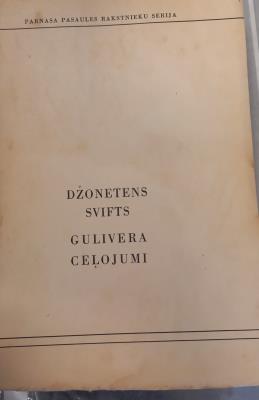 PARNASA PASAULES RAKSTNIEKU SERIJA
DŽONETENS
SVIFTS
GULIVERA
CEĻOJUMI